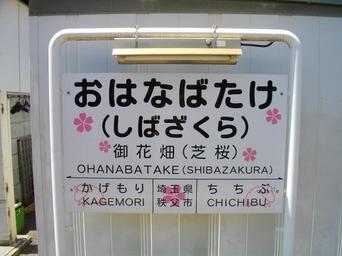 おはなばたけ
(しばざくら)
御花畑(芝桜)
OHANABATAKE(SHIBAZAKURA)
かげもり 埼玉県 ちちぶ
KAGEMORI 秩父市 CHICHIBU